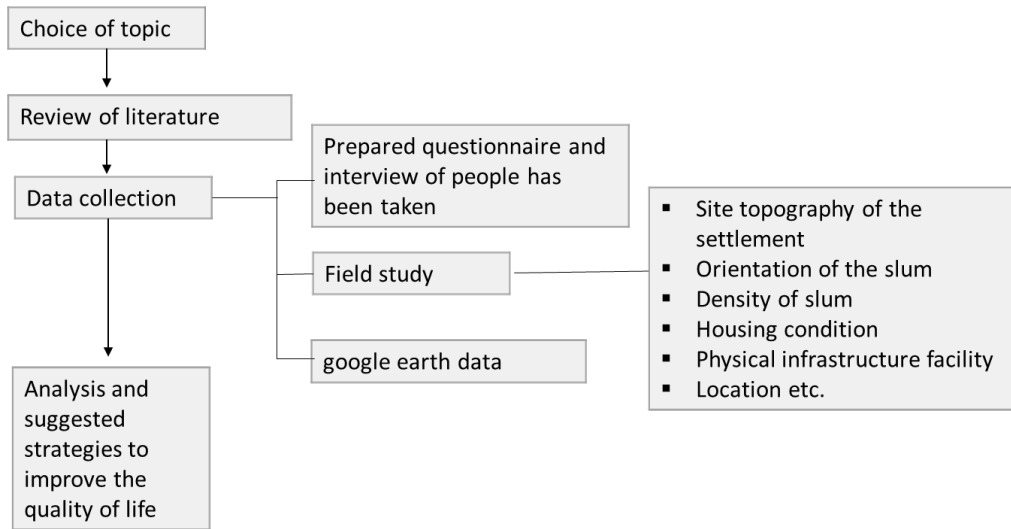 Choice of topic
Review of literature
Data collection
Prepared questionnaire and
interview of people has
been taken
Field study
google earth data
▪ Site topography of the
settlement
▪ Orientation of the slum
▪ Density of slum
▪ Housing condition
▪ Physical infrastructure facility
▪ Location etc.
Analysis and
suggested
strategies to
improve the
quality of life